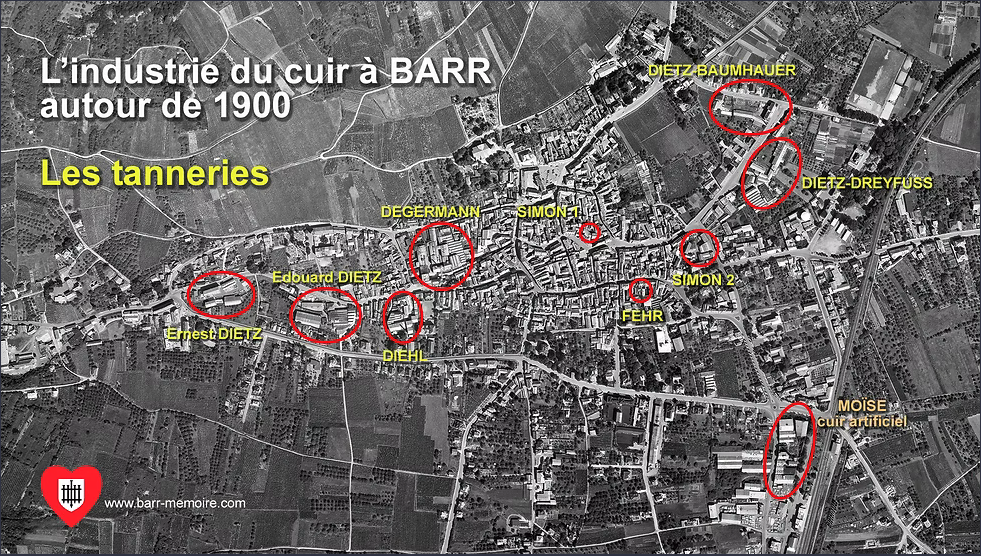 L'industrie du cuir à BARR
autour de 1900
Les tanneries
DIETZ-BAUMHAUER
DIETZ-DREYFUSS
DEGERMANN
SIMON 1
Edouard DIETZ
SIMON 2
Ernest DIETZ
FEHR
DIEHL
MOISE
cuir artificiel
www.barr-memoire.com